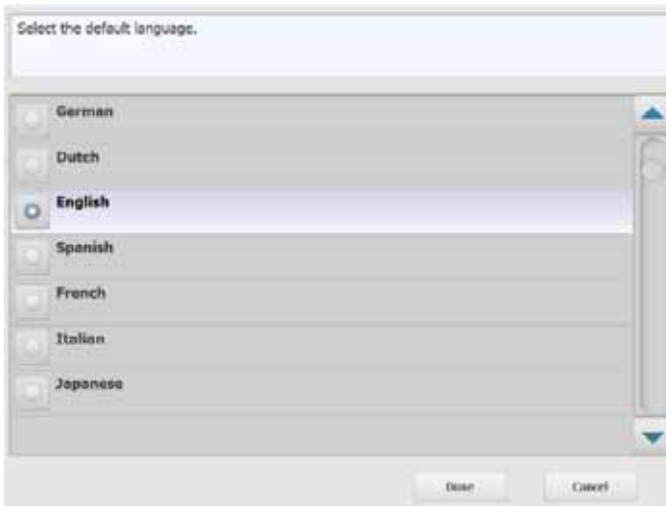 Select the default language.
German
Dutch
English
Spanish
French
Italian
Japanese
Done
Cancel